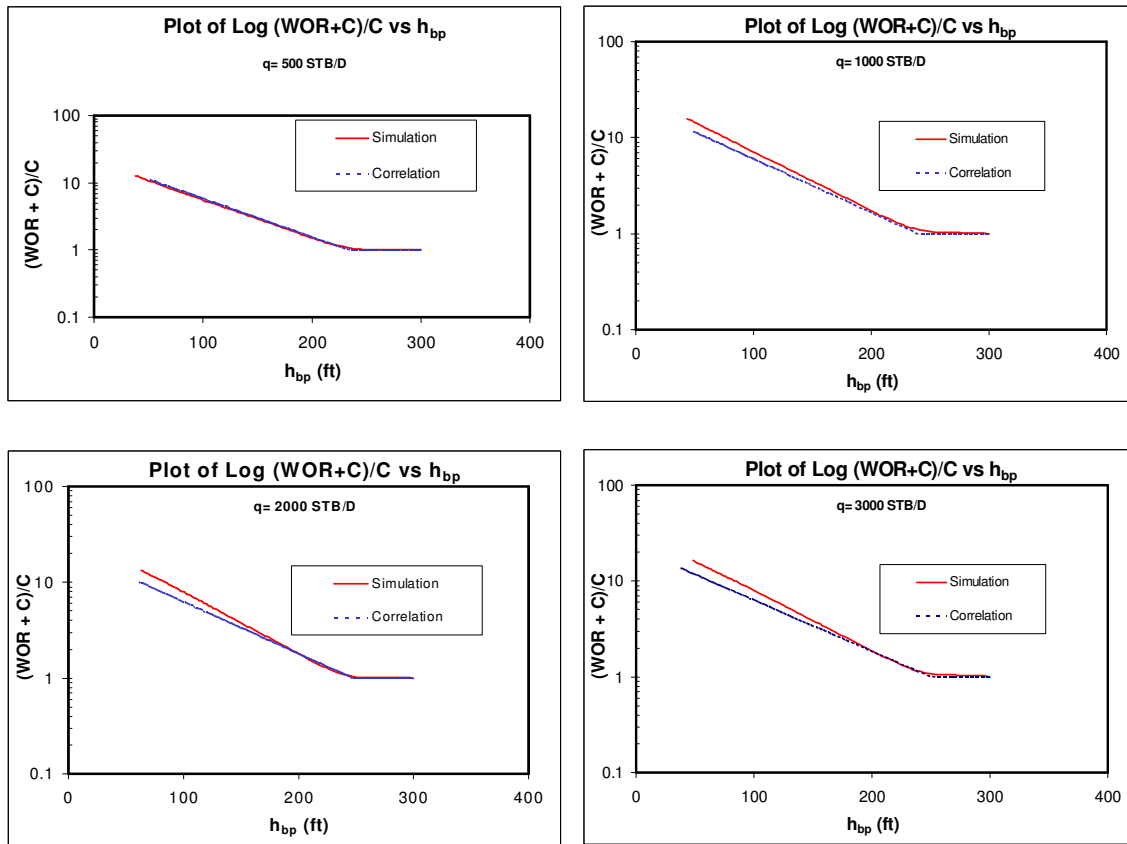 Plot of Log (WOR+C)/C vs hbp
q= 500 STB/D
100
10
1
0.1
(WOR + C)/C
Simulation
Correlation
0 100 200 300 400
hbp (ft)
Plot of Log (WOR+C)/C vs hbp
q= 1000 STB/D
100
10
1
0.1
(WOR + C)/C
Simulation
Correlation
0 100 200 300 400
hbp (ft)
Plot of Log (WOR+C)/C vs hbp
q= 2000 STB/D
100
10
1
0.1
(WOR + C)/C
Simulation
Correlation
0 100 200 300 400
hbp (ft)
Plot of Log (WOR+C)/C vs hbp
q= 3000 STB/D
100
10
1
0.1
(WOR + C)/C
Simulation
Correlation
0 100 200 300 400
hbp (ft)